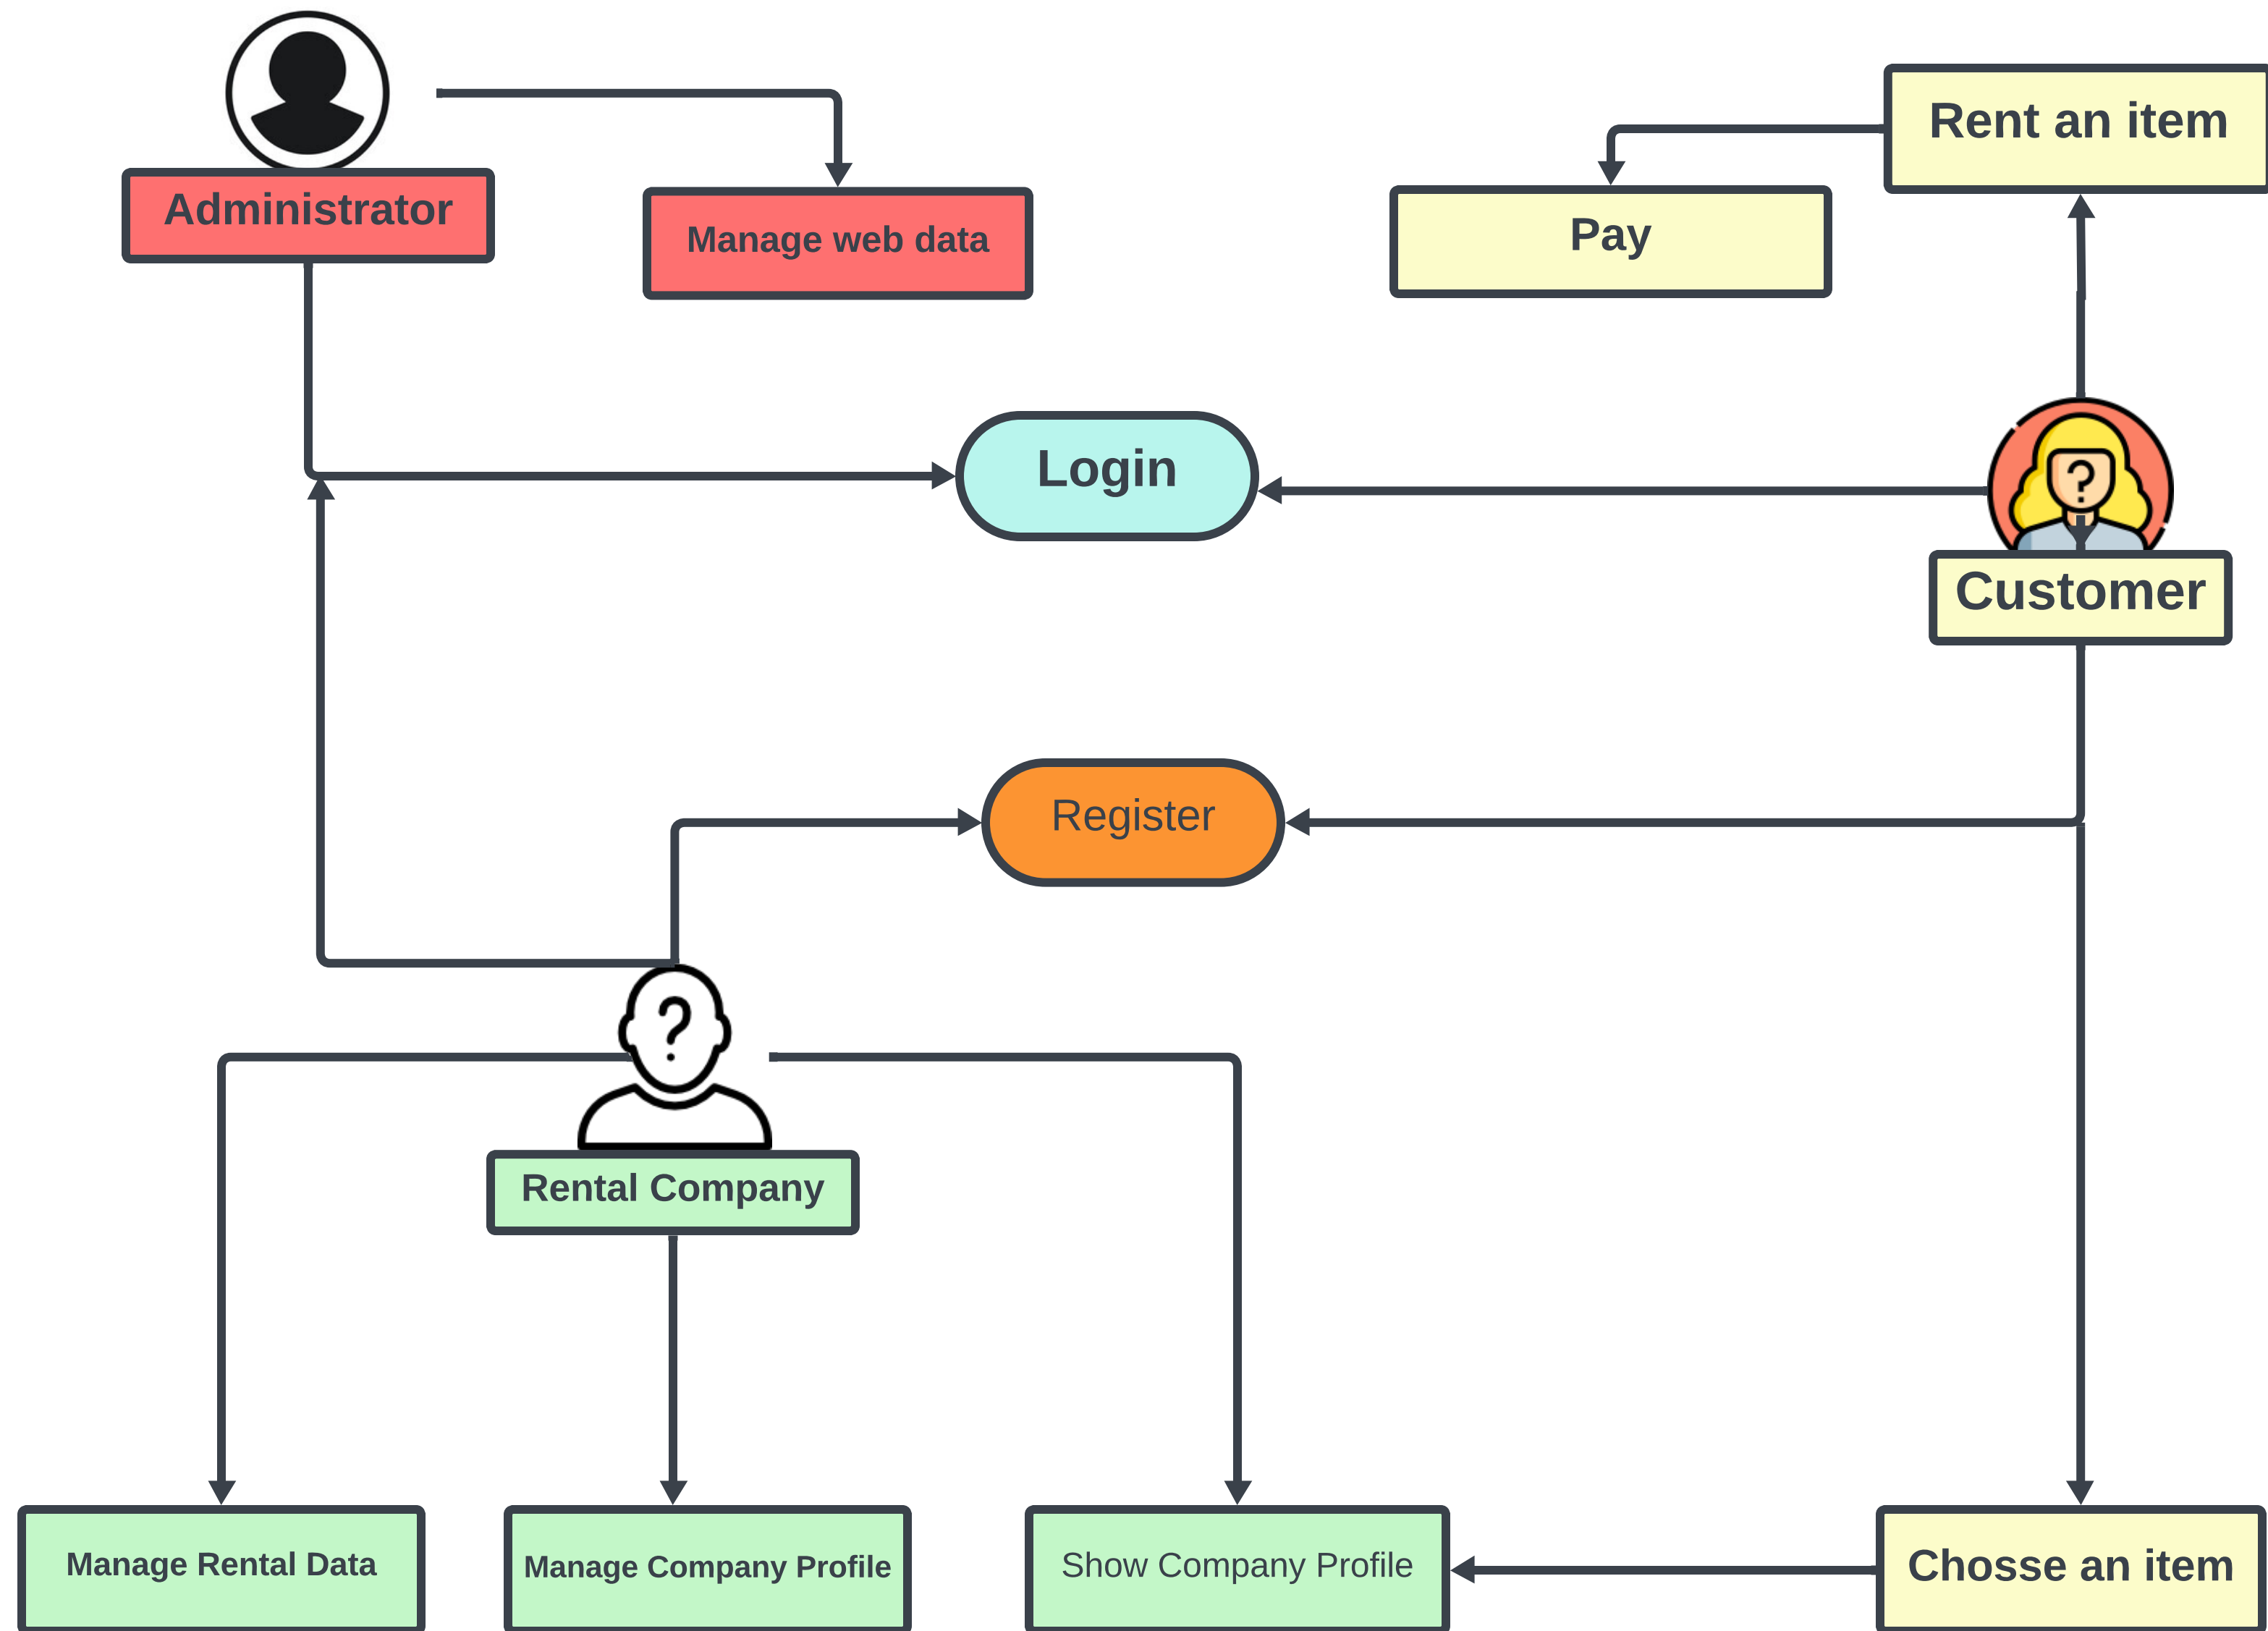 Rent an item
Administrator
Manage web data
Pay
Login
Customer
Register
Rental Company
Manage Rental Data
Manage Company Profile
Show Company Profile
Chosse an item